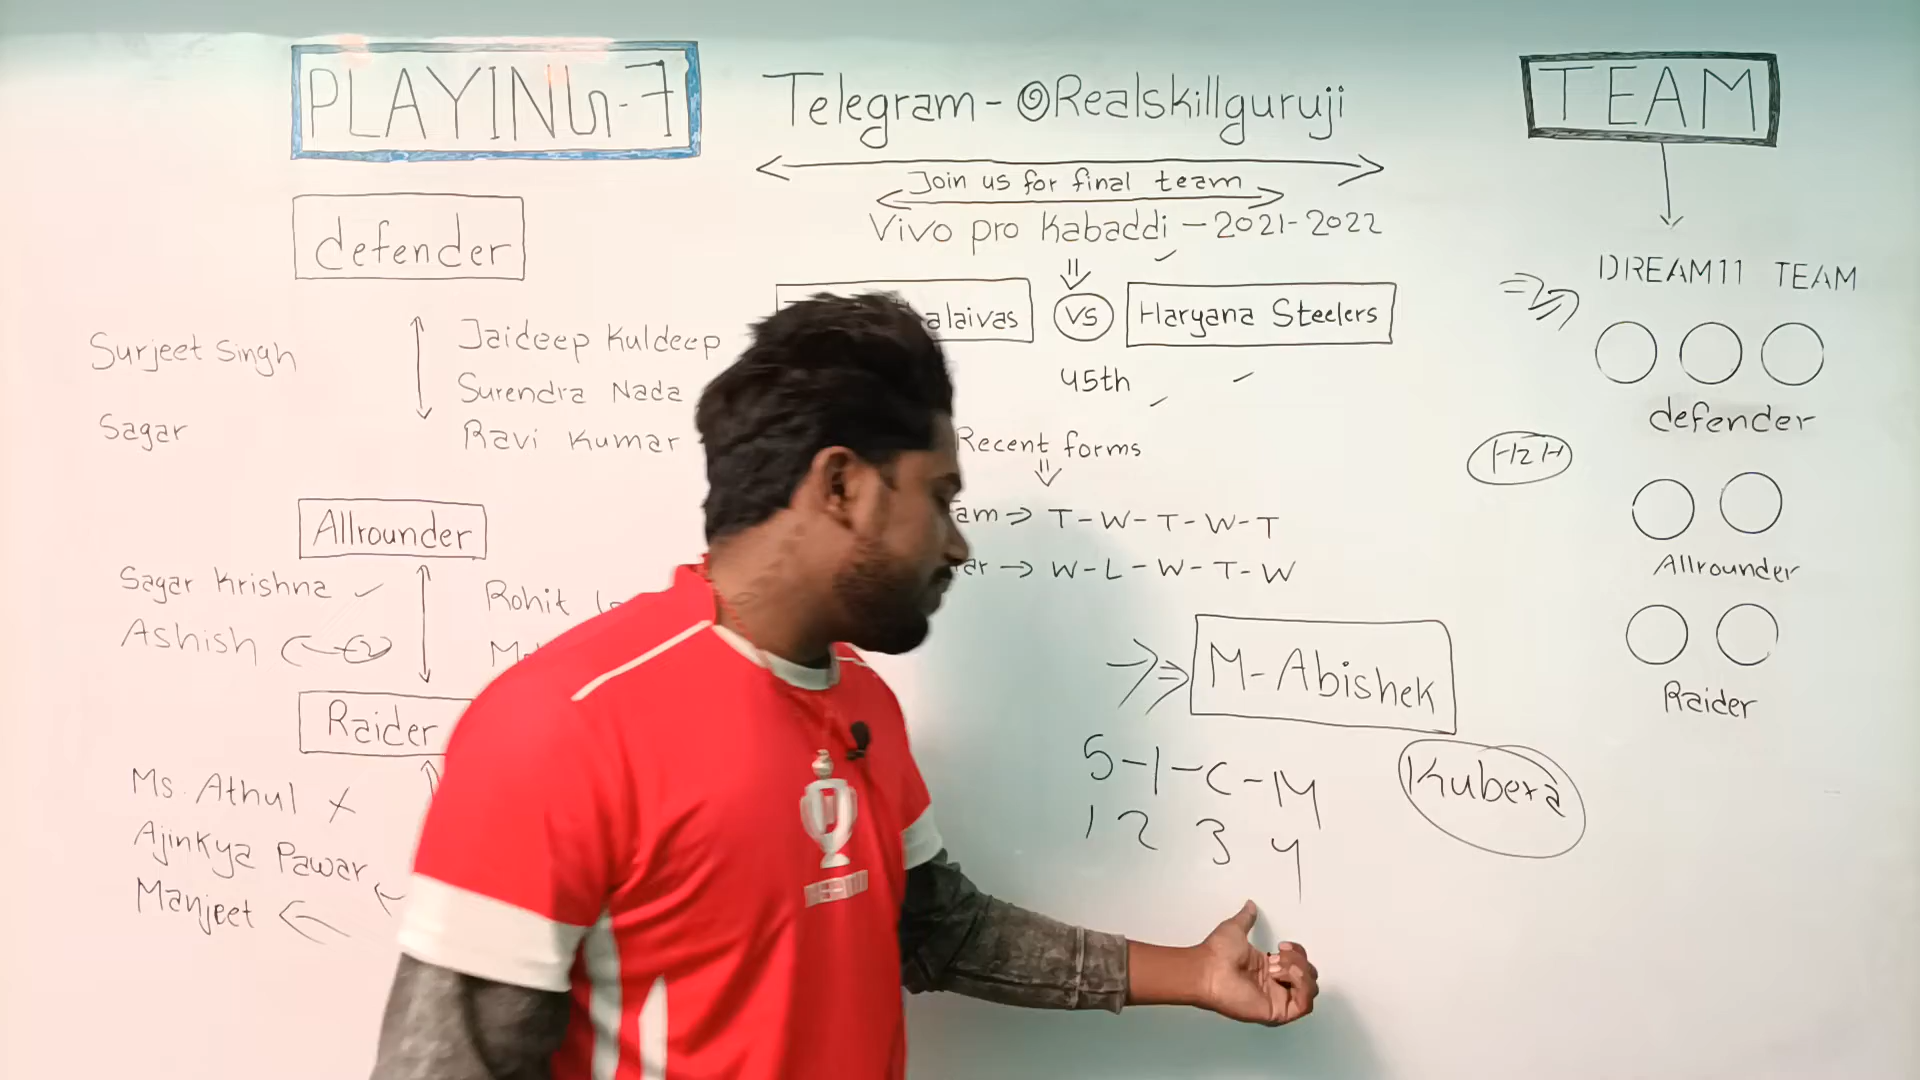 PLAYING-7
Telegram - @Realskillguruji
Join us for final team
Vivo pro Kabaddi - 2021-2022
alaivas
VS
Haryana Steelers
45th
Recent forms
am → T-W-T-W-T
ar → W-L-W-T-W
M-Abishek
5-1-C-14
1 2 3 4
Kubera
defender
Surjeet Singh
Sagar
Jaideep Kuldeep
Surendra Nada
Ravi Kumar
Allrounder
Sagar Krishna
Ashish
Rohit
Raider
Ms. Athul X
Ajinkya Pawar
Manjeet
TEAM
DREAM11 TEAM
defender
H2H
Allrounder
Raider